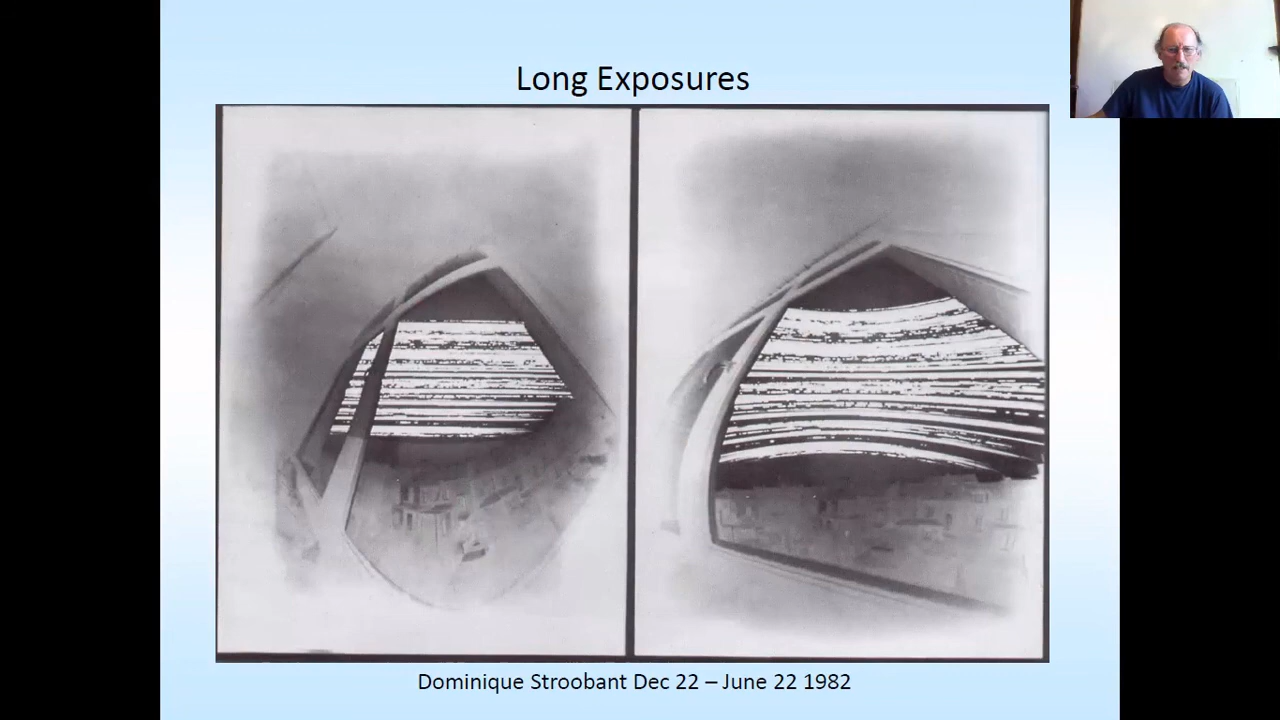 Long Exposures
Dominique Stroobant Dec 22 – June 22 1982